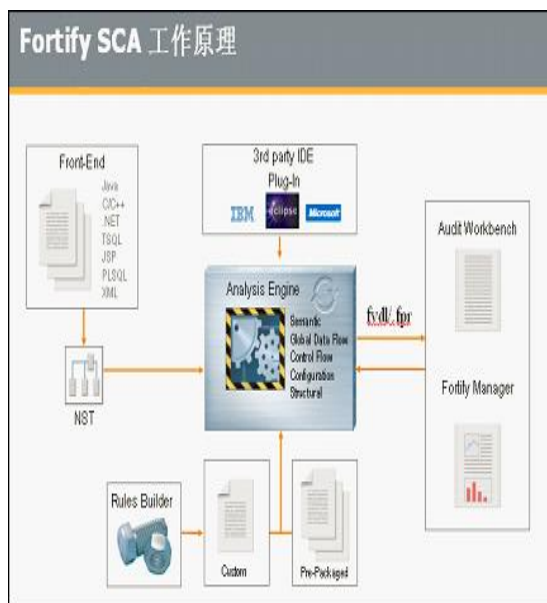 Fortify SCA 工作原理
Front-End
Java
C/C++
.NET
TSQL
JSP
PLSQL
XML
NST
3rd party IDE
Plug-In
IBM
eclipse
Microsoft
Analysis Engine
Semantic
Global Data Flow
Control Flow
Configuration
Structural
fvdl/.fpr
Audit Workbench
Fortify Manager
Rules Builder
Custom
Pre-Packaged